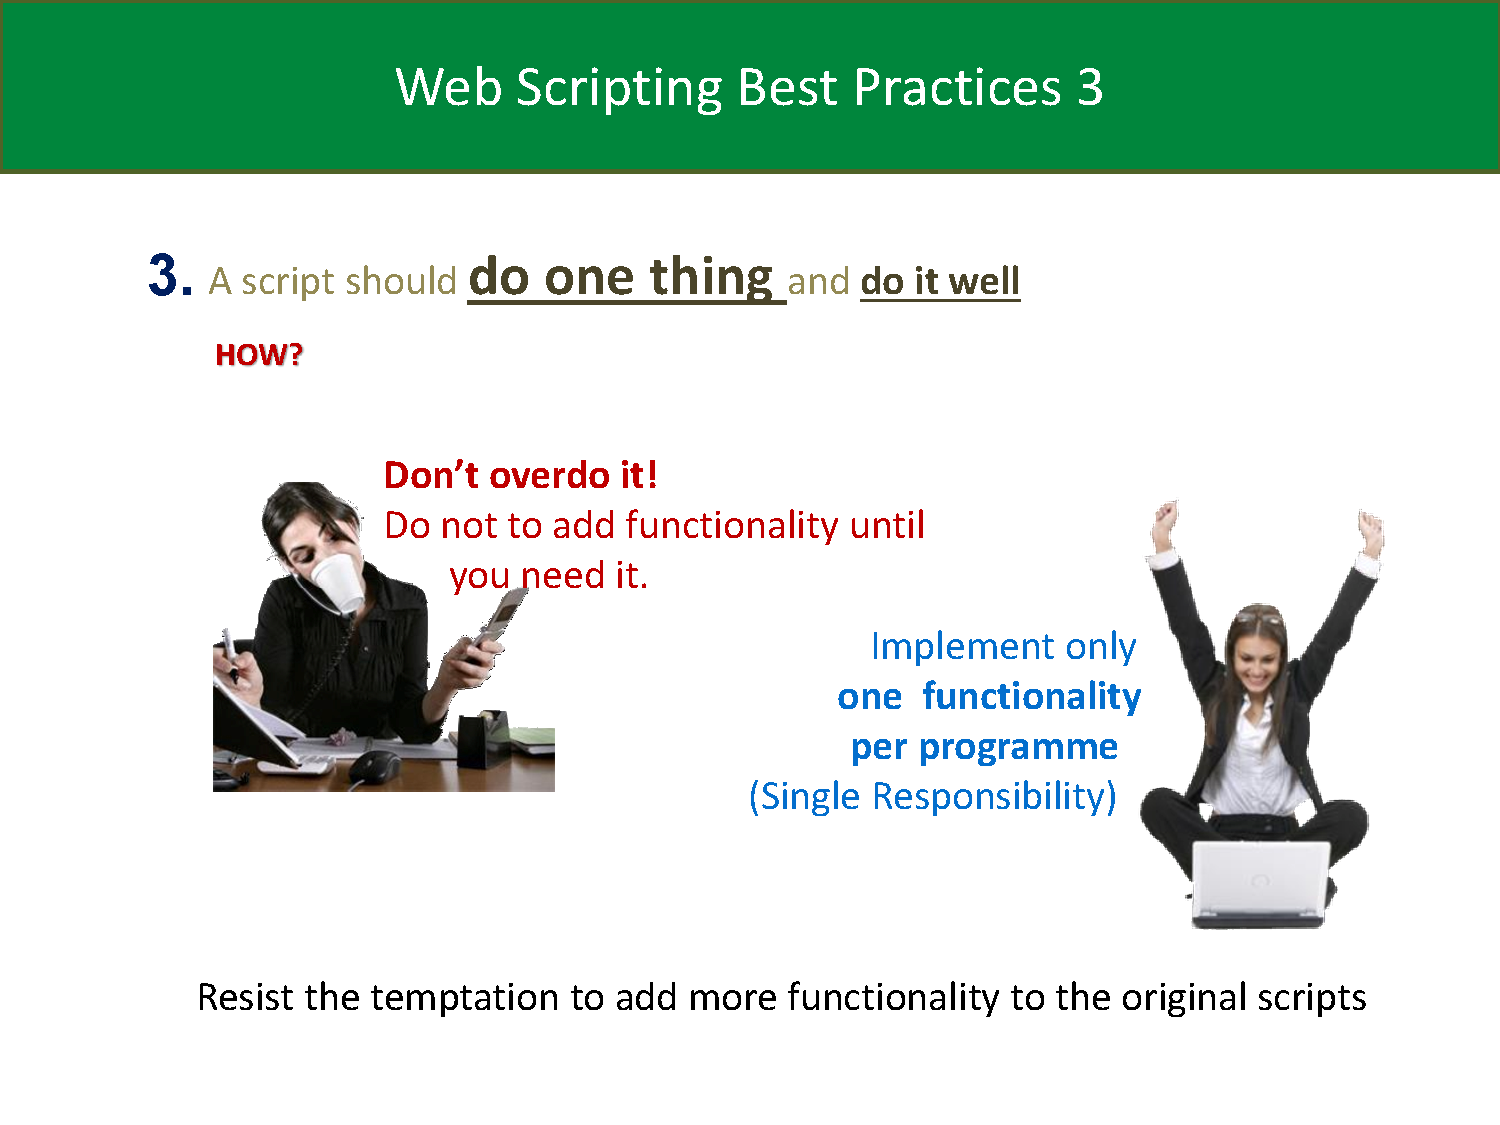 Web Scripting Best Practices 3
3. A script should do one thing and do it well
HOW?
Don’t overdo it!
Do not to add functionality until
you need it.
Implement only
one functionality
per programme
(Single Responsibility)
Resist the temptation to add more functionality to the original scripts